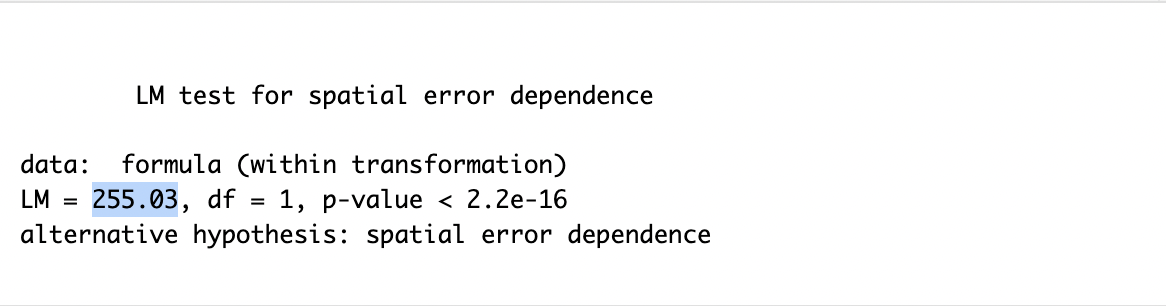 LM test for spatial error dependence
data:  formula (within transformation)
LM = 255.03, df = 1, p-value < 2.2e-16
alternative hypothesis: spatial error dependence